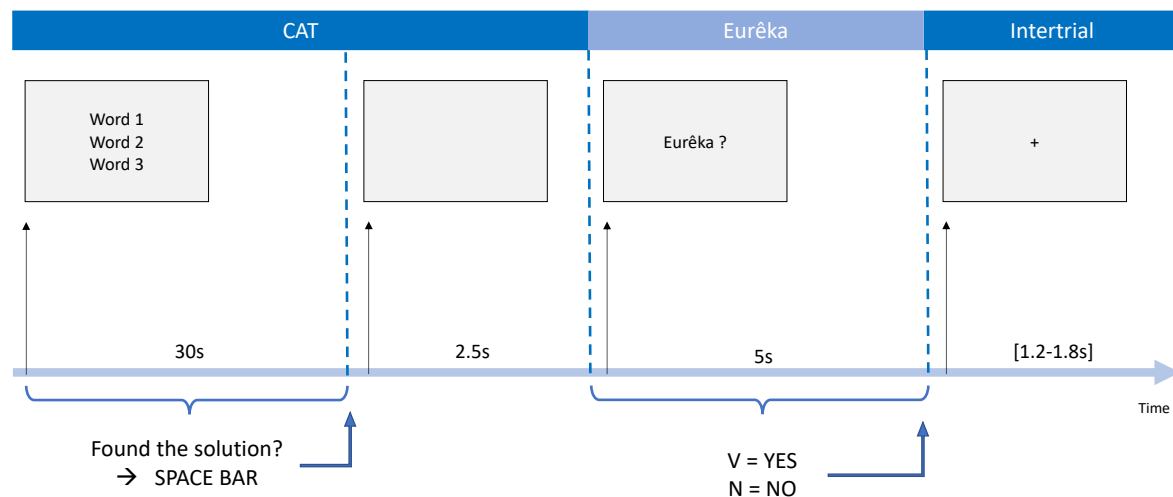 CAT
Eurêka
Intertrial
Word 1
Word 2
Word 3
Eurêka ?
+
30s
2.5s
5s
[1.2-1.8s]
Time
Found the solution?
→ SPACE BAR
V = YES
N = NO